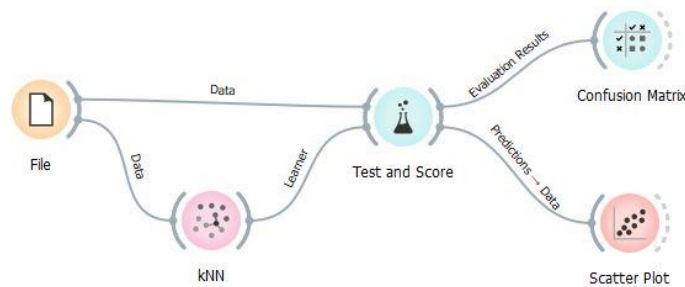 Data
File
Data
kNN
Learner
Test and Score
Evaluation Results
Confusion Matrix
Predictions → Data
Scatter Plot